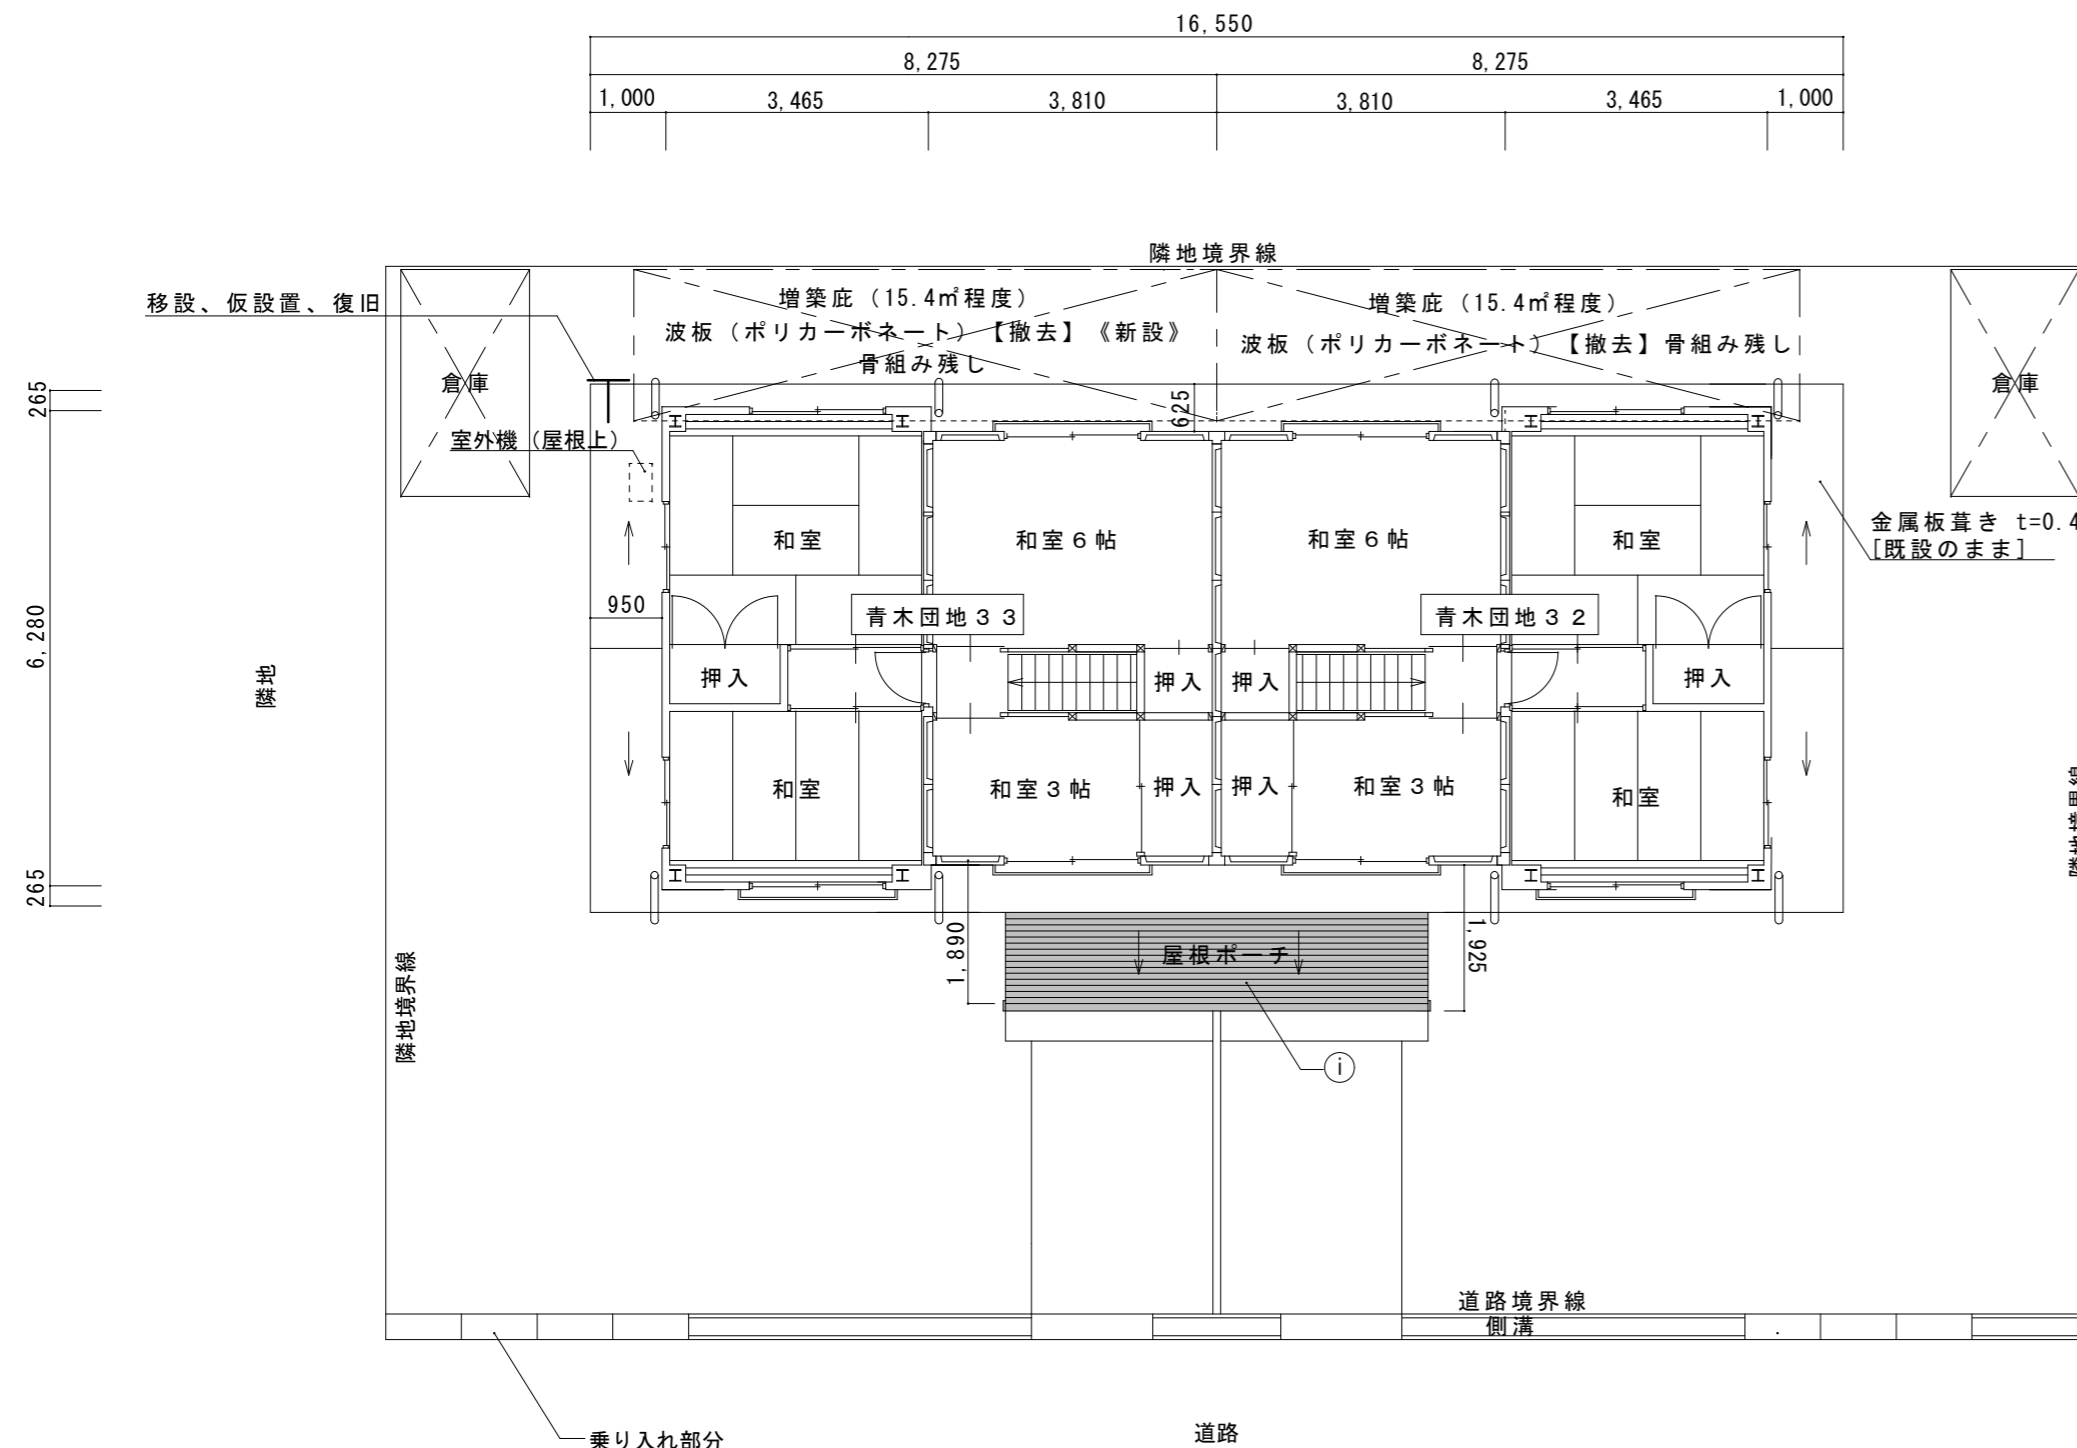 16,550
8,275
8,275
1,000
3,465
3,810
3,810
3,465
1,000
隣地境界線
移設、仮設置、復旧
増築庇（15.4㎡程度）
波板（ポリカーボネート）【撤去】《新設》
骨組み残し
増築庇（15.4㎡程度）
波板（ポリカーボネート）【撤去】骨組み残し
倉庫
倉庫
265
室外機（屋根上）
625
金属板葺き t=0.4
[既設のまま]
和室
和室６帖
和室６帖
和室
950
青木団地３３
青木団地３２
6,280
隣地
押入
押入
押入
押入
和室
和室３帖
押入
押入
和室３帖
和室
265
1,890
屋根ポーチ
1,925
隣地境界線
i
道路境界線
側溝
乗り入れ部分
道路